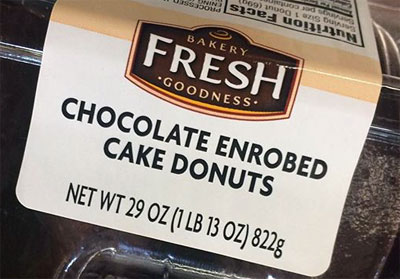 Nutrition Facts
BAKERY
FRESH
·GOODNESS·
CHOCOLATE ENROBED
CAKE DONUTS
NET WT 29 OZ (1 LB 13 OZ) 822g